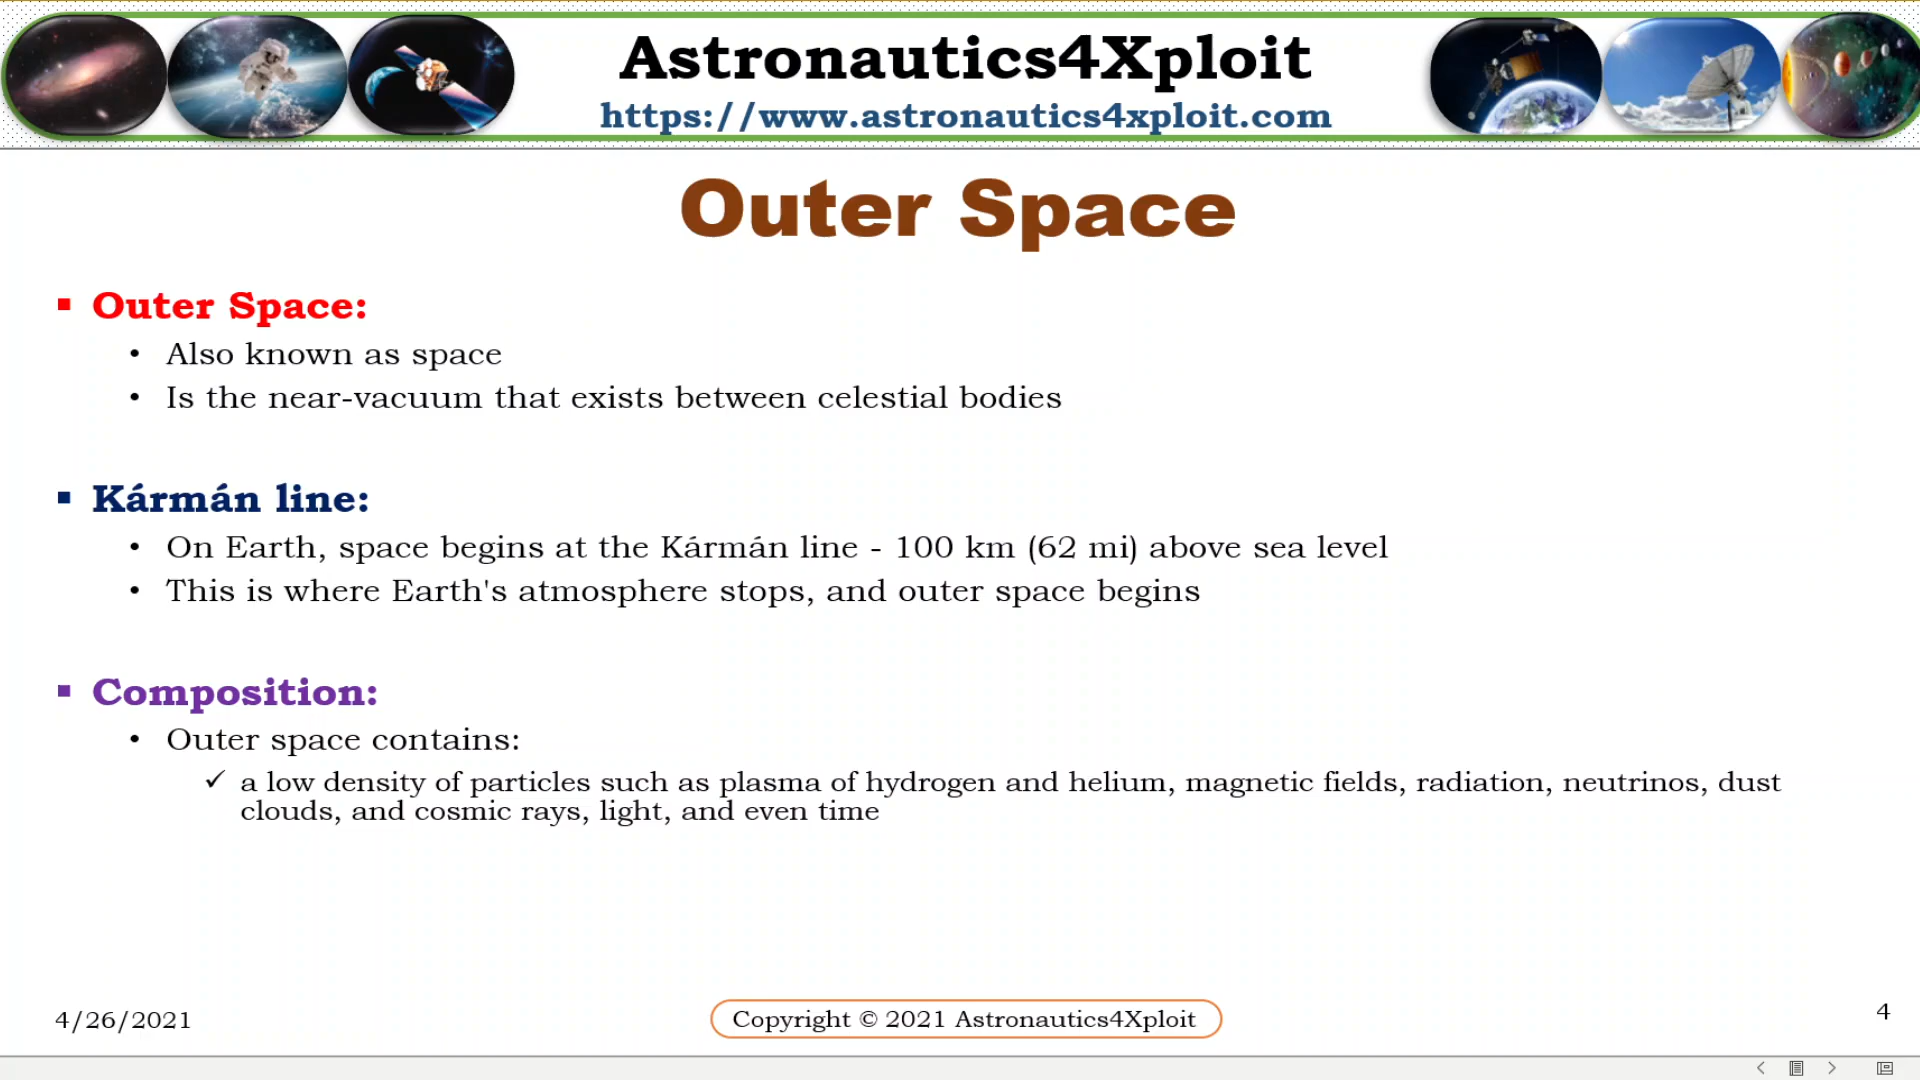 Astronautics4Xploit
https://www.astronautics4xploit.com
Outer Space
▪ Outer Space:
• Also known as space
• Is the near-vacuum that exists between celestial bodies
▪ Kármán line:
• On Earth, space begins at the Kármán line - 100 km (62 mi) above sea level
• This is where Earth's atmosphere stops, and outer space begins
▪ Composition:
• Outer space contains:
✓ a low density of particles such as plasma of hydrogen and helium, magnetic fields, radiation, neutrinos, dust
clouds, and cosmic rays, light, and even time
4/26/2021
Copyright © 2021 Astronautics4Xploit
4